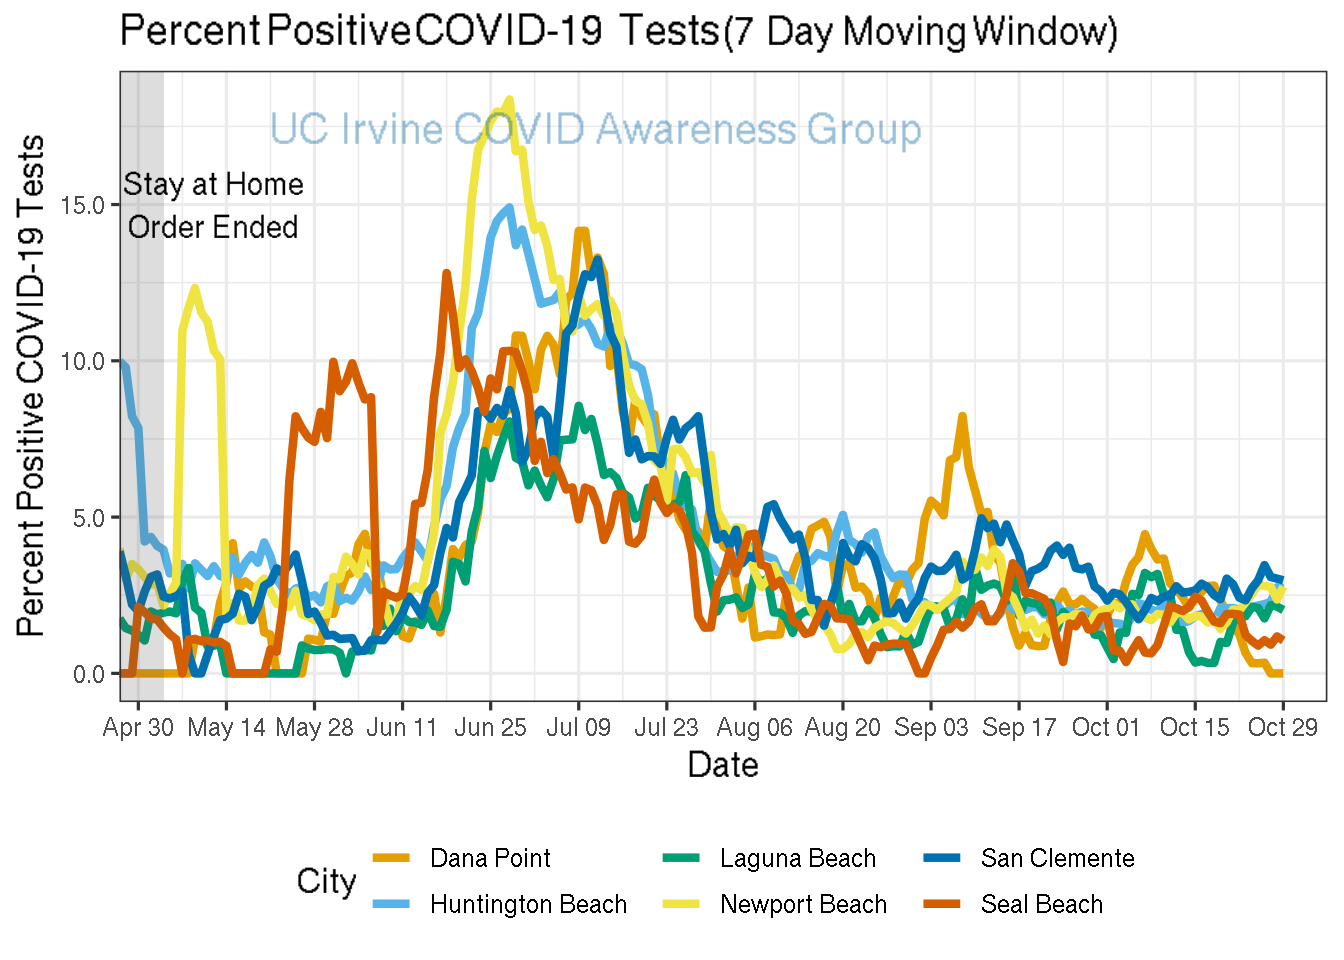 Percent Positive COVID-19 Tests(7 Day Moving Window)
UC Irvine COVID Awareness Group
Stay at Home
Order Ended
Percent Positive COVID-19 Tests
15.0
10.0
5.0
0.0
Apr 30 May 14 May 28 Jun 11 Jun 25 Jul 09 Jul 23 Aug 06 Aug 20 Sep 03 Sep 17 Oct 01 Oct 15 Oct 29
Date
City
Dana Point Laguna Beach San Clemente
Huntington Beach Newport Beach Seal Beach